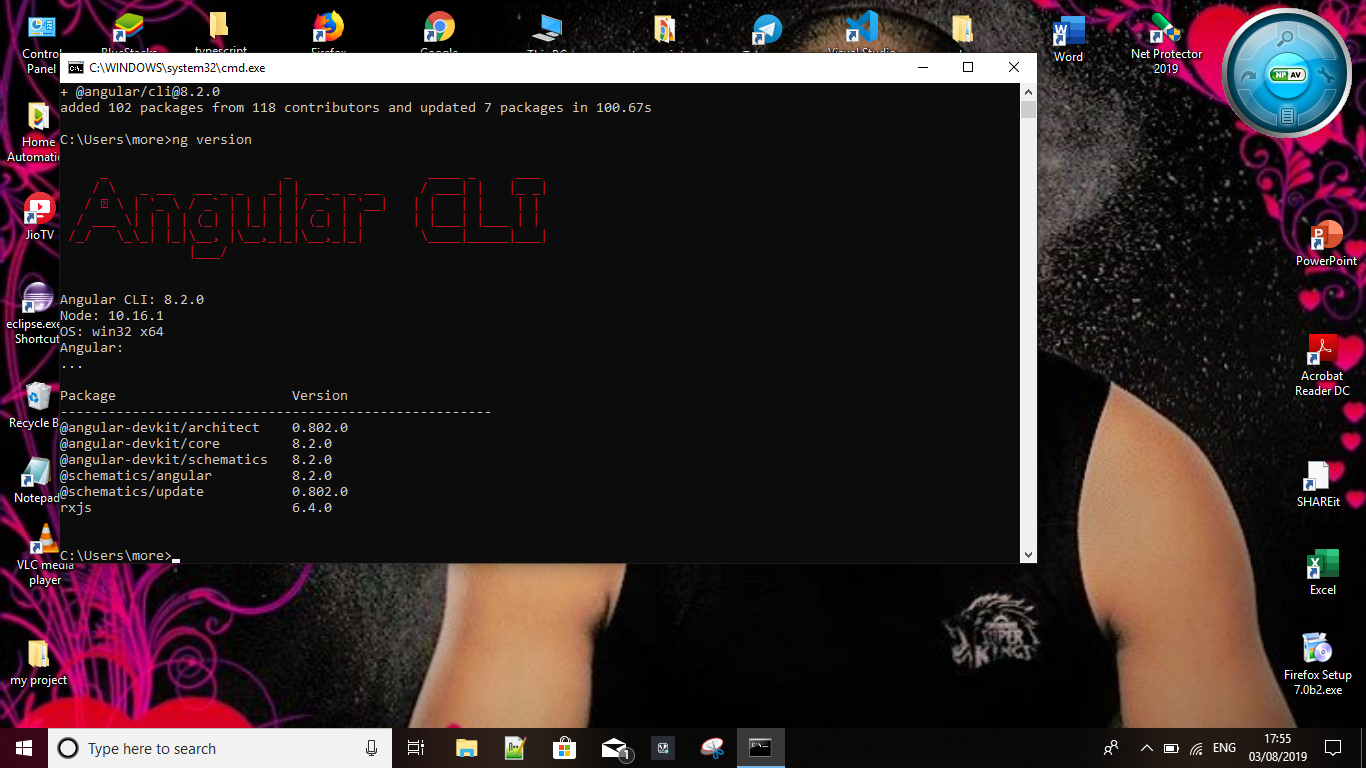 Control
Panel
BlueStacks
typescript
Firefox
Google
This PC
Visual Studio
Word
Net Protector
2019
NP AV
C:\WINDOWS\system32\cmd.exe
+ @angular/cli@8.2.0
added 102 packages from 118 contributors and updated 7 packages in 100.67s
C:\Users\more>ng version
Angular CLI
Angular CLI: 8.2.0
Node: 10.16.1
OS: win32 x64
Angular:
...
Package Version
------------------------------------------------------
@angular-devkit/architect 0.802.0
@angular-devkit/core 8.2.0
@angular-devkit/schematics 8.2.0
@schematics/angular 8.2.0
@schematics/update 0.802.0
rxjs 6.4.0
C:\Users\more>
Home
Automatic
JioTV
eclipse.exe
Shortcut
Recycle B
Notepad
VLC media
player
my project
PowerPoint
Acrobat
Reader DC
SHAREit
Excel
Firefox Setup
7.0b2.exe
SUPER
KINGS
Type here to search
1
ENG
17:55
03/08/2019